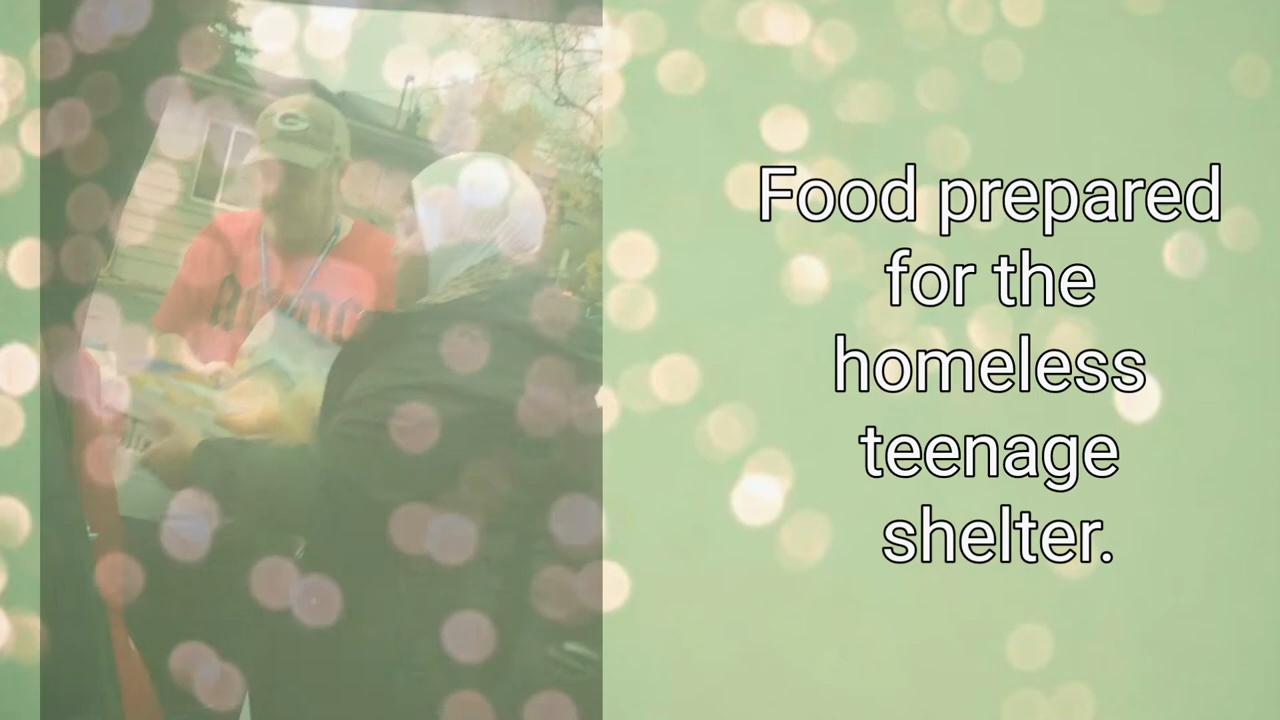 G
Food prepared
for the
homeless
teenage
shelter.